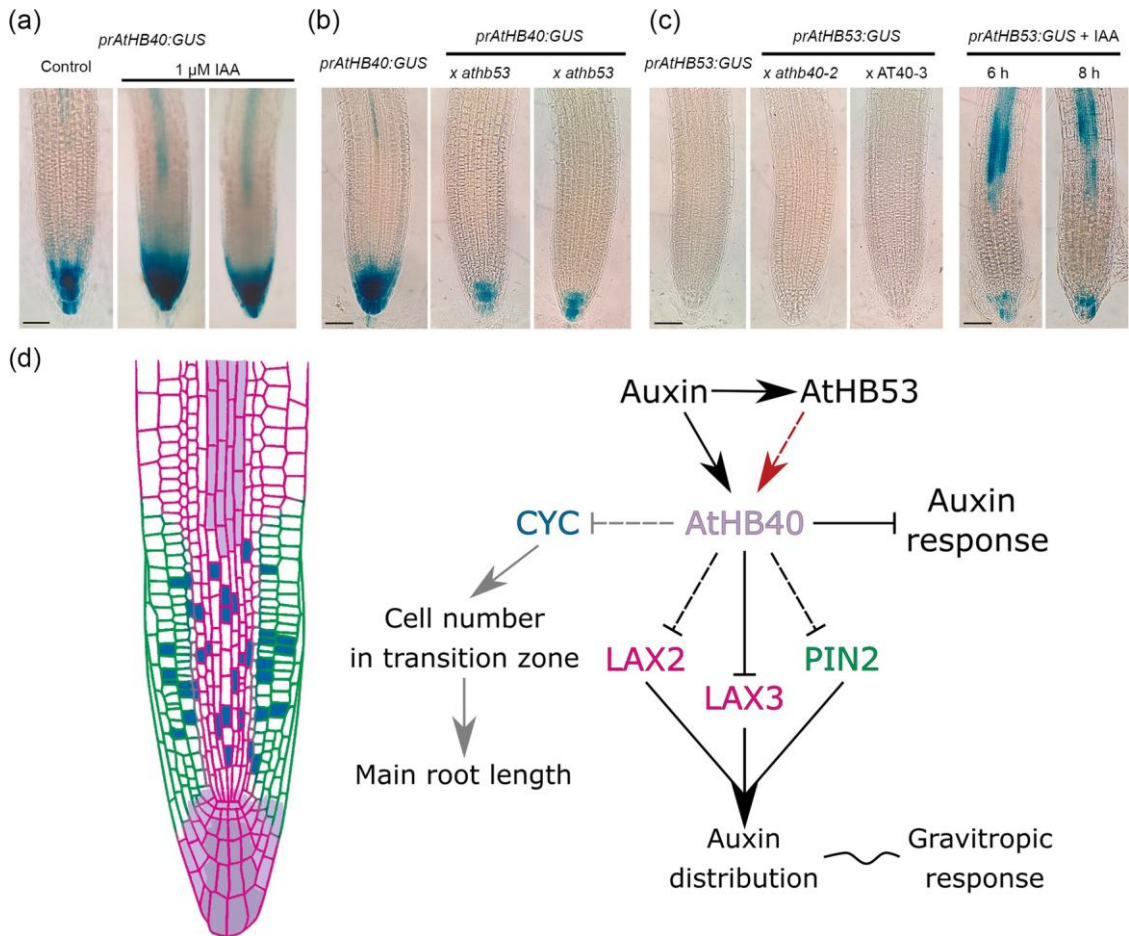 (a)
prAtHB40:GUS
Control
1 µM IAA
(b)
prAtHB40:GUS
prAtHB40:GUS
x athb53
x athb53
(c)
prAtHB53:GUS
prAtHB53:GUS
x athb40-2
x AT40-3
prAtHB53:GUS + IAA
6 h
8 h
(d)
Auxin
AtHB53
CYC
AtHB40
Auxin
response
Cell number
in transition zone
LAX2
LAX3
PIN2
Main root length
Auxin
distribution
Gravitropic
response